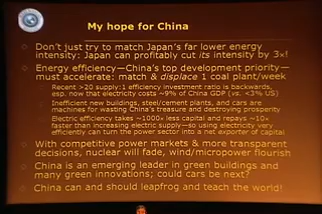 My hope for China
Don't just try to match Japan's far lower energy
intensity: Japan can profitably cut its intensity by 3×!
Energy efficiency—China's top development priority—
must accelerate: match & displace 1 coal plant/week
Recent >20 supply:1 efficiency investment ratio is backwards,
esp. now that electricity costs ~9% of China GDP (vs. <3% US)
Inefficient new buildings, steel/cement plants, and cars are
machines for wasting China's treasure and destroying prosperity
Electric efficiency takes ~1000× less capital and repays ~10×
faster than increasing electric supply—so using electricity very
efficiently can turn the power sector into a net exporter of capital
With competitive power markets & more transparent
decisions, nuclear will fade, wind/micropower flourish
China is an emerging leader in green buildings and
many green innovations; could cars be next?
China can and should leapfrog and teach the world!